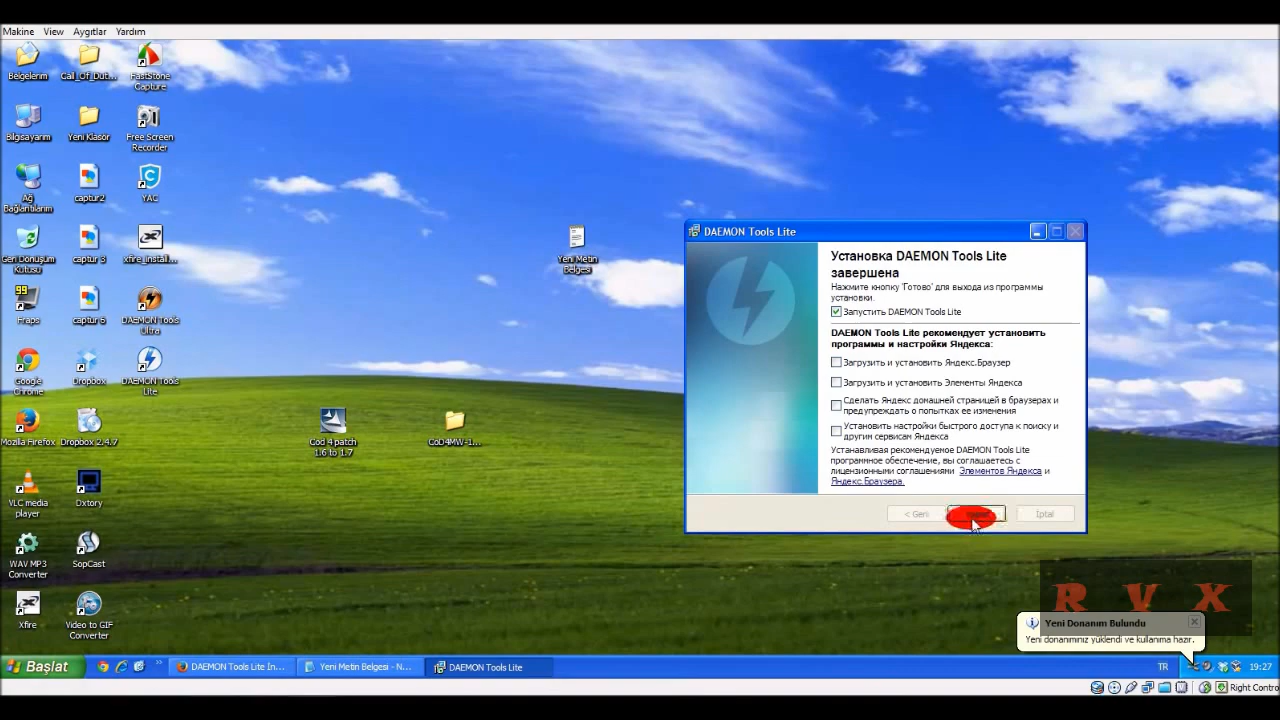 Makine View Aygıtlar Yardım
Belgelerim
Call_Of_Dut...
FastStone
Capture
Bilgisayarım
Yeni Klasör
Free Screen
Recorder
Ağ
Bağlantılarım
captur2
YAC
Geri Dönüşüm
Kutusu
captur 3
xfire_install...
Yeni Metin
Belgesi
99
Fraps
captur 6
DAEMON Tools
Ultra
Google
Chrome
Dropbox
DAEMON Tools
Lite
Mozilla Firefox
Dropbox 2.4.7
Cod 4 patch
1.6 to 1.7
CoD4MW-1...
VLC media
player
Dxtory
WAV MP3
Converter
SopCast
Xfire
Video to GIF
Converter
DAEMON Tools Lite
Установка DAEMON Tools Lite
завершена
Нажмите кнопку 'Готово' для выхода из программы
установки.
Запустить DAEMON Tools Lite
DAEMON Tools Lite рекомендует установить
программы и настройки Яндекса:
Загрузить и установить Яндекс.Браузер
Загрузить и установить Элементы Яндекса
Сделать Яндекс домашней страницей в браузерах и
предупреждать о попытках ее изменения
Установить настройки быстрого доступа к поиску и
другим сервисам Яндекса
Устанавливая рекомендуемое DAEMON Tools Lite
программное обеспечение, вы соглашаетесь с
лицензионными соглашениями Элементов Яндекса и
Яндекс.Браузера.
< Geri
İptal
R V X
Yeni Donanım Bulundu
Yeni donanımınız yüklendi ve kullanıma hazır.
Başlat
DAEMON Tools Lite In...
Yeni Metin Belgesi - N...
DAEMON Tools Lite
TR
19:27
Right Contro